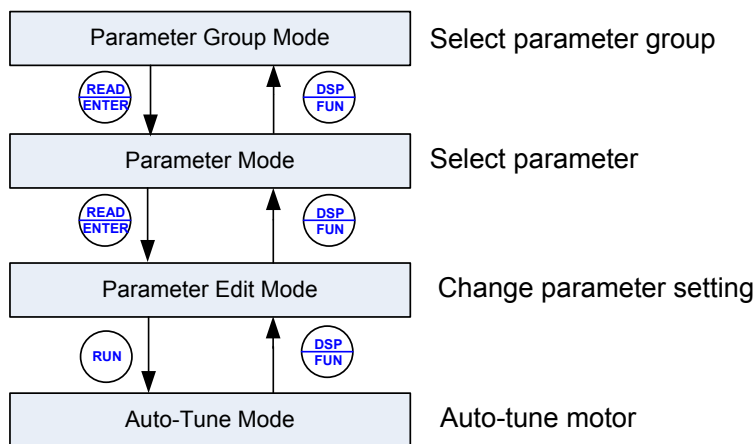 Parameter Group Mode
Select parameter group
READ
ENTER
DSP
FUN
Parameter Mode
Select parameter
READ
ENTER
DSP
FUN
Parameter Edit Mode
Change parameter setting
RUN
DSP
FUN
Auto-Tune Mode
Auto-tune motor